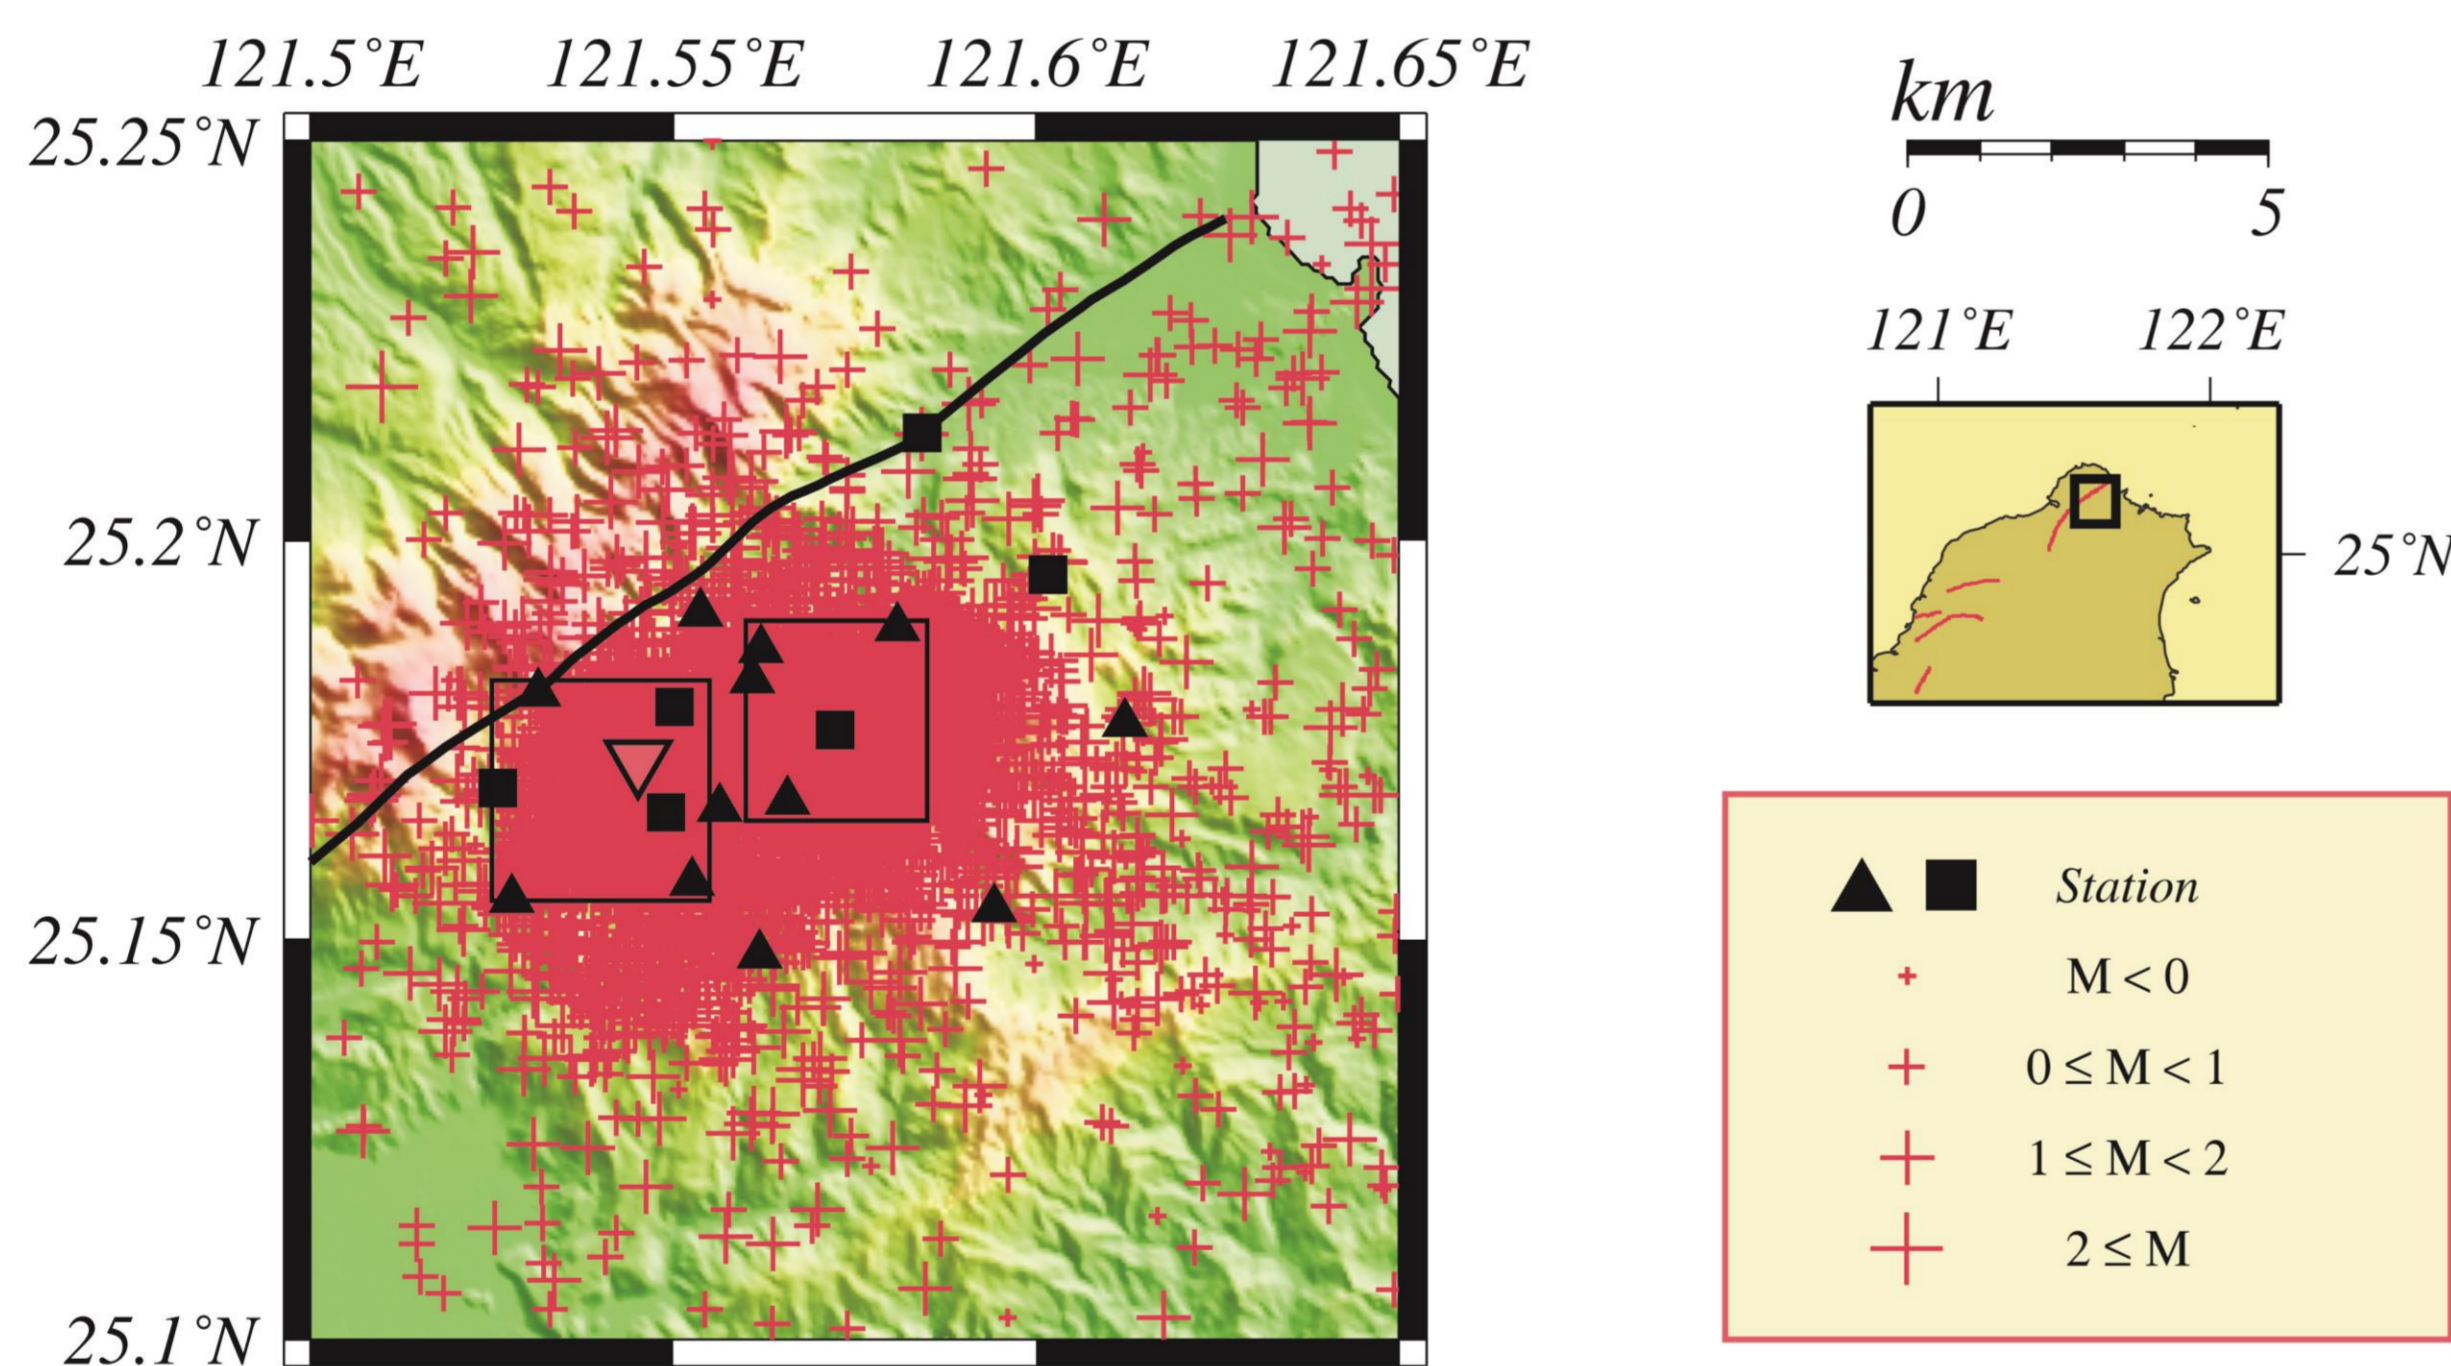 121.5°E 121.55°E 121.6°E 121.65°E
25.25°N
25.2°N
25.15°N
25.1°N
km
0 5
121°E 122°E
25°N
Station
M < 0
0 ≤ M < 1
1 ≤ M < 2
2 ≤ M